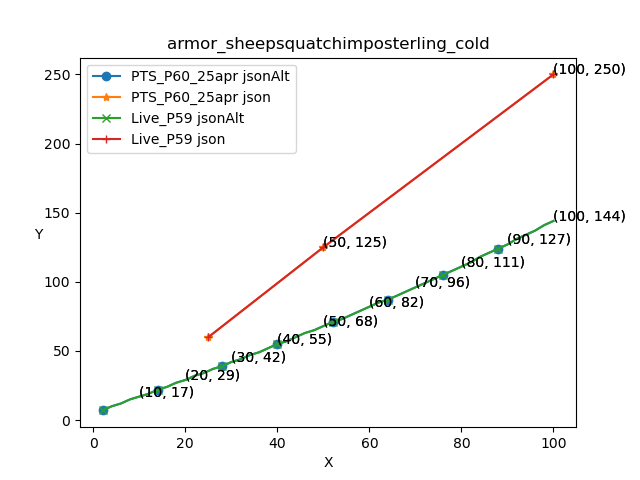 armor_sheepsquatchimposterling_cold
PTS_P60_25apr jsonAlt
PTS_P60_25apr json
Live_P59 jsonAlt
Live_P59 json
(100, 250)
(50, 125)
(100, 144)
(90, 127)
(80, 111)
(70, 96)
(60, 82)
(50, 68)
(40, 55)
(30, 42)
(20, 29)
(10, 17)
250
200
150
100
50
0
Y
0 20 40 60 80 100
X